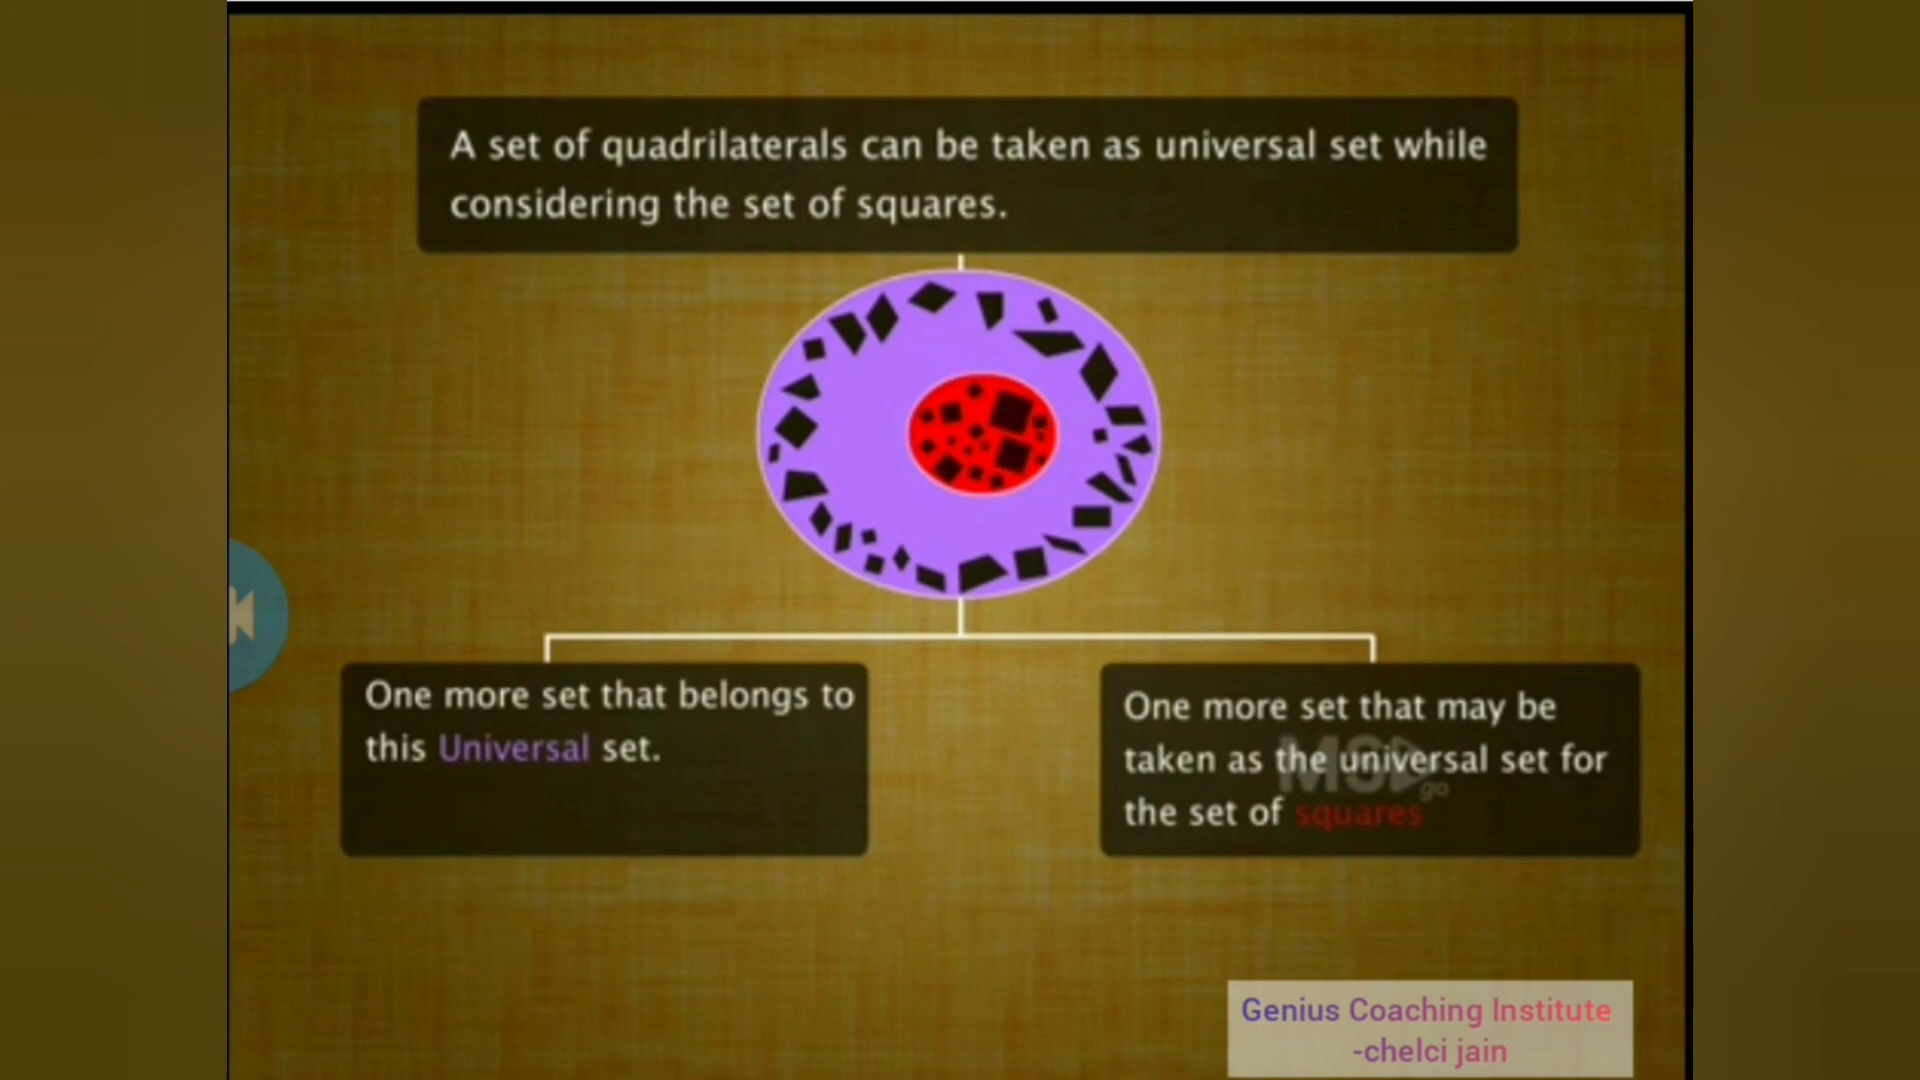 A set of quadrilaterals can be taken as universal set while
considering the set of squares.
One more set that belongs to
this Universal set.
One more set that may be
taken as the universal set for
the set of squares
MSD
go
Genius Coaching Institute
-chelci jain